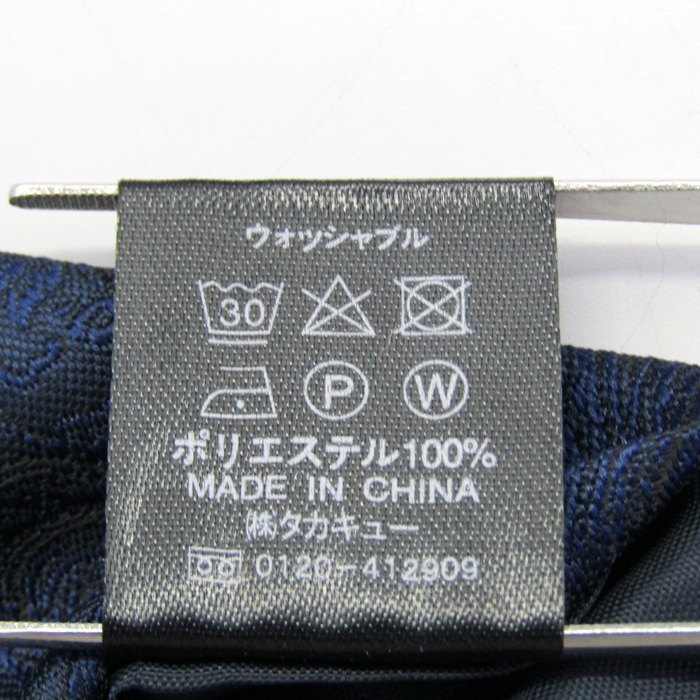 ウォッシャブル
30
P W
ポリエステル100%
MADE IN CHINA
㈱タカキュー
0120-412909